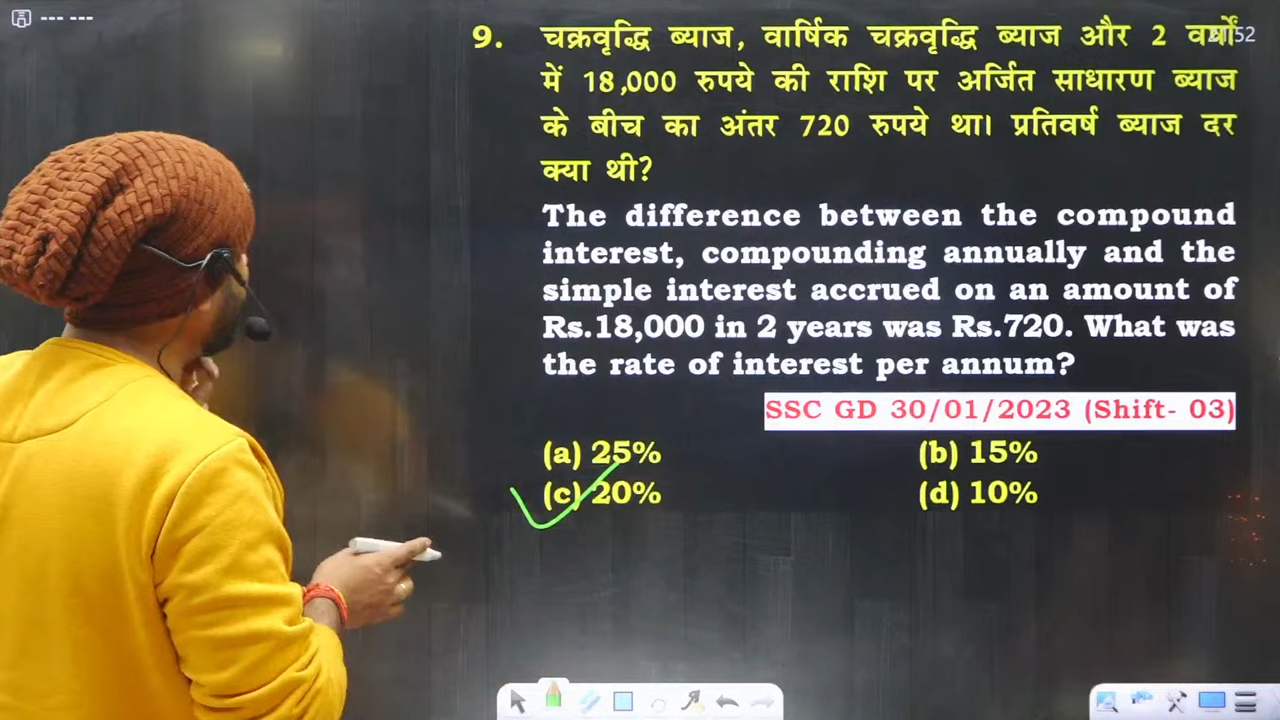 9. चक्रवृद्धि ब्याज, वार्षिक चक्रवृद्धि ब्याज और 2 वर्षों
में 18,000 रुपये की राशि पर अर्जित साधारण ब्याज
के बीच का अंतर 720 रुपये था। प्रतिवर्ष ब्याज दर
क्या थी?
The difference between the compound
interest, compounding annually and the
simple interest accrued on an amount of
Rs.18,000 in 2 years was Rs.720. What was
the rate of interest per annum?
SSC GD 30/01/2023 (Shift- 03)
(a) 25% (b) 15%
(c) 20% (d) 10%